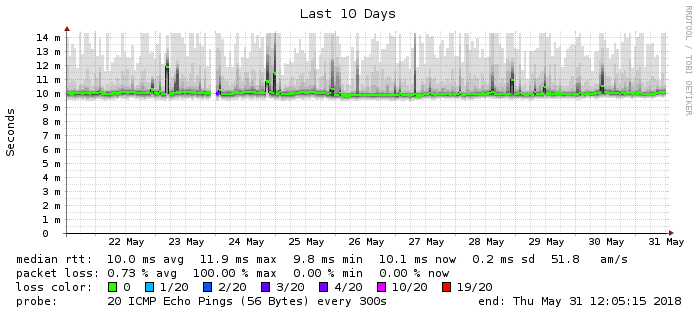 Last 10 Days
RRDTOOL / TOBI OETIKER
Seconds
14 m
13 m
12 m
11 m
10 m
9 m
8 m
7 m
6 m
5 m
4 m
3 m
2 m
1 m
0
22 May 23 May 24 May 25 May 26 May 27 May 28 May 29 May 30 May 31 May
median rtt: 10.0 ms avg 11.9 ms max 9.8 ms min 10.1 ms now 0.2 ms sd 51.8 am/s
packet loss: 0.73 % avg 100.00 % max 0.00 % min 0.00 % now
loss color: 0 1/20 2/20 3/20 4/20 10/20 19/20
probe: 20 ICMP Echo Pings (56 Bytes) every 300s end: Thu May 31 12:05:15 2018